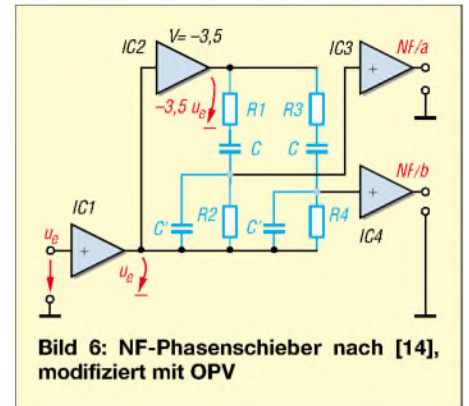 V= –3,5
IC2
IC3
NF/a
+
–3,5 uₑ
R1
R3
C
C
NF/b
+
IC1
uₑ
+
C'
R2
C'
R4
IC4
uₑ
Bild 6: NF-Phasenschieber nach [14],
modifiziert mit OPV